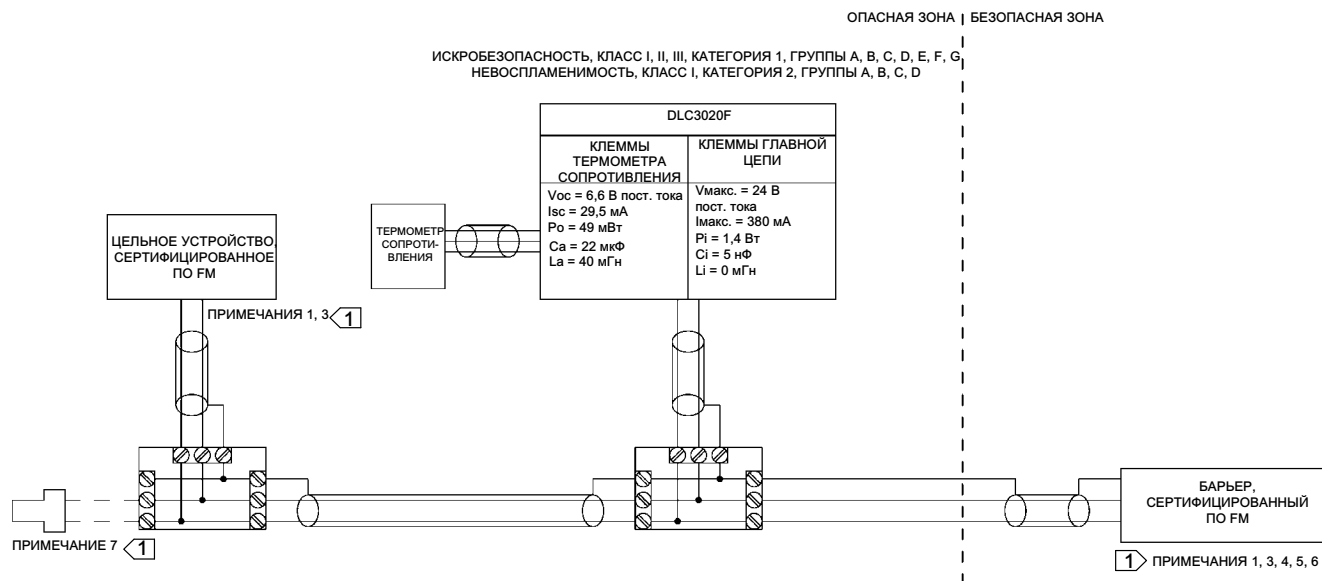 ОПАСНАЯ ЗОНА
БЕЗОПАСНАЯ ЗОНА
ИСКРОБЕЗОПАСНОСТЬ, КЛАСС I, II, III, КАТЕГОРИЯ 1, ГРУППЫ A, B, C, D, E, F, G
НЕВОСПЛАМЕНИМОСТЬ, КЛАСС I, КАТЕГОРИЯ 2, ГРУППЫ A, B, C, D
DLC3020F
КЛЕММЫ
ТЕРМОМЕТРА
СОПРОТИВЛЕНИЯ
Voc = 6,6 В пост. тока
Isc = 29,5 мА
Po = 49 мВт
Ca = 22 мкФ
La = 40 мГн
КЛЕММЫ ГЛАВНОЙ
ЦЕПИ
Vмакс. = 24 В
пост. тока
Iмакс. = 380 мА
Pi = 1,4 Вт
Ci = 5 нФ
Li = 0 мГн
ТЕРМОМЕТР
СОПРОТИ-
ВЛЕНИЯ
ЦЕЛЬНОЕ УСТРОЙСТВО,
СЕРТИФИЦИРОВАННОЕ
ПО FM
ПРИМЕЧАНИЯ 1, 3 1
БАРЬЕР,
СЕРТИФИЦИРОВАННЫЙ
ПО FM
ПРИМЕЧАНИЕ 7 1
1 ПРИМЕЧАНИЯ 1, 3, 4, 5, 6